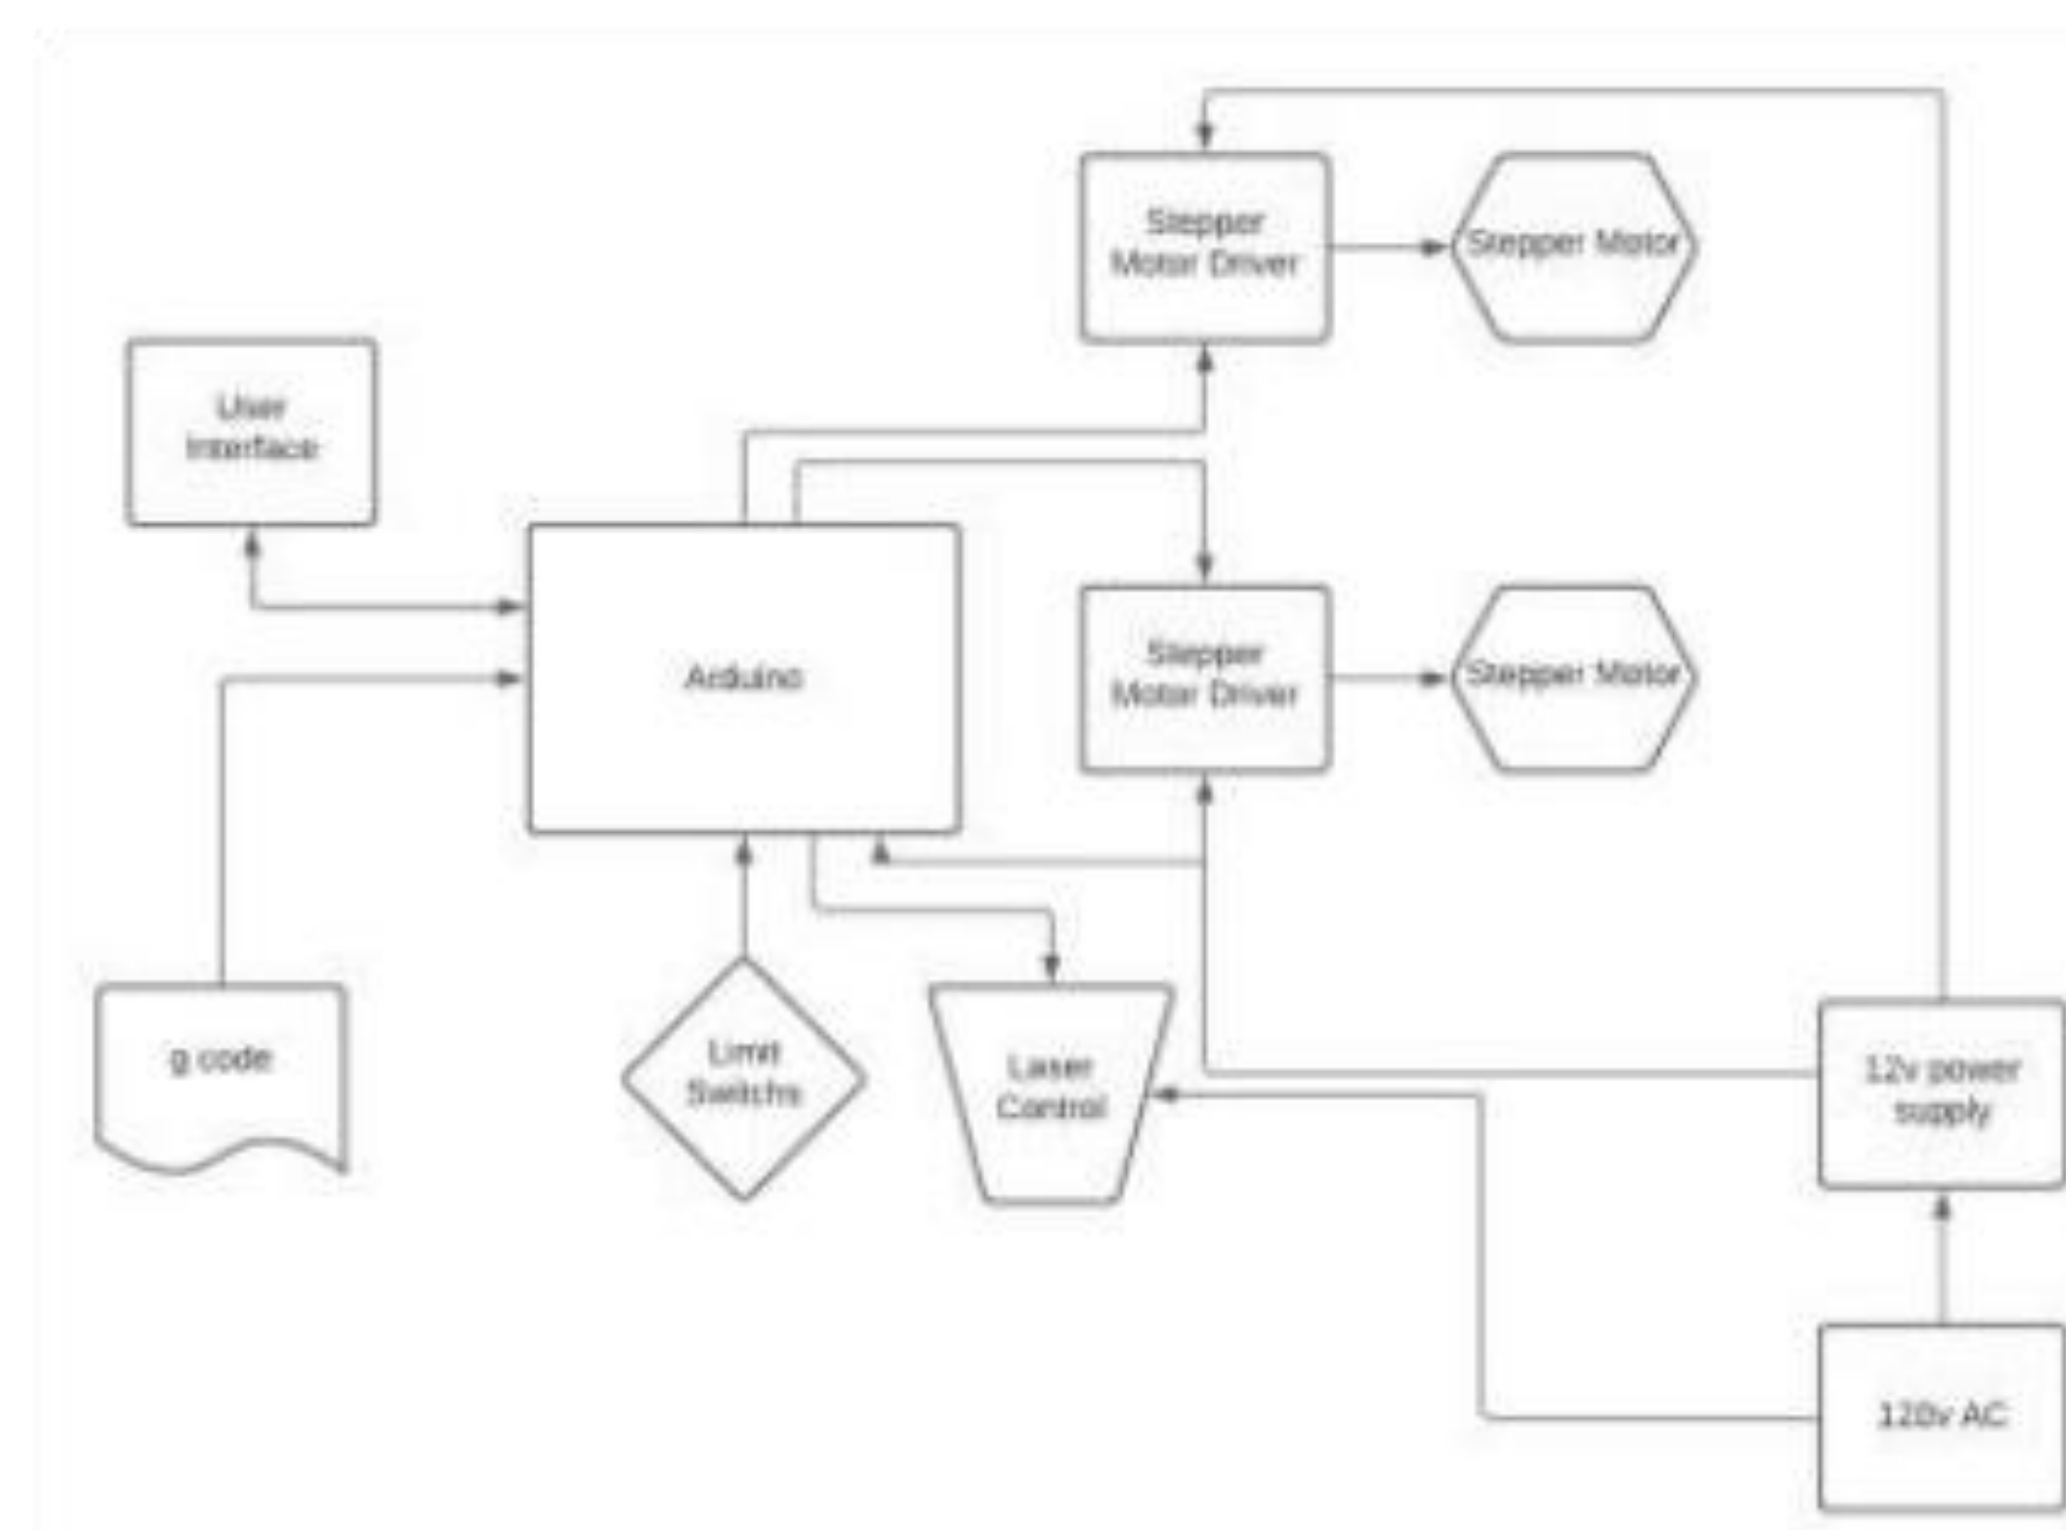 Stepper
Motor Driver
Stepper Motor
User
Interface
Arduino
Stepper
Motor Driver
Stepper Motor
g code
Limit
Switchs
Laser
Control
12v power
supply
120v AC